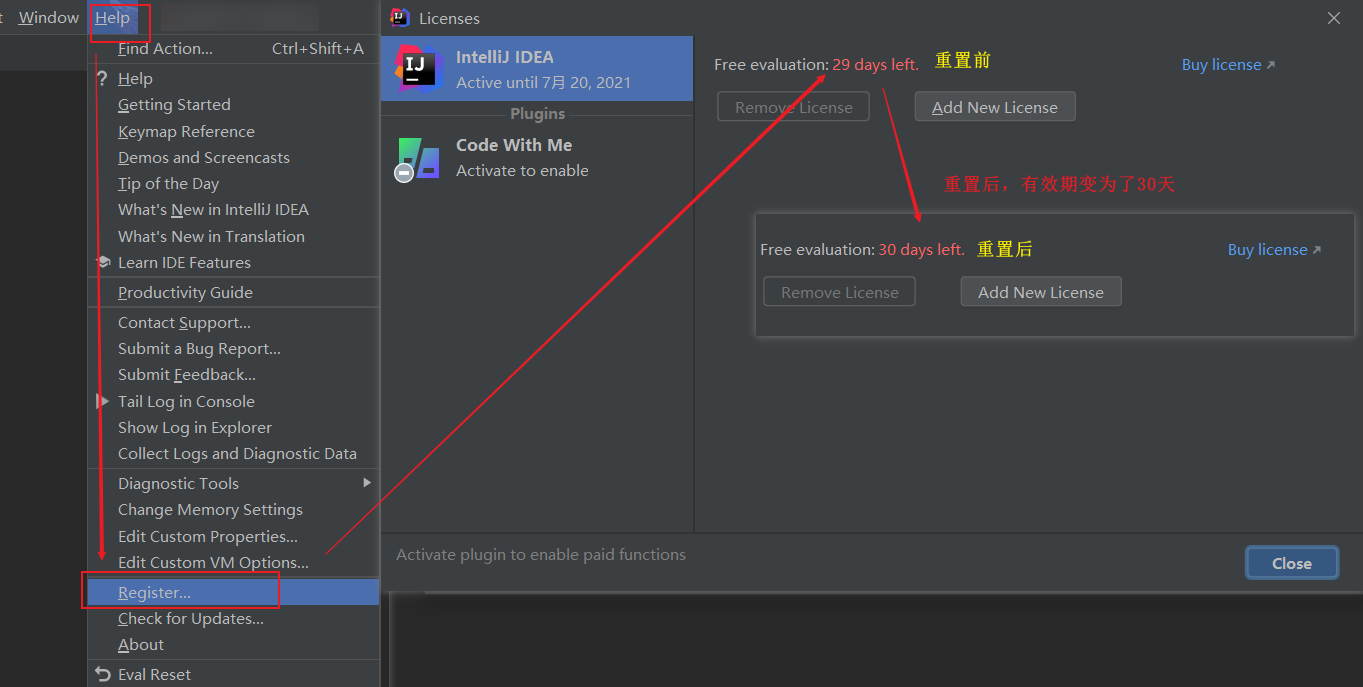 t Window Help
Find Action... Ctrl+Shift+A
? Help
Getting Started
Keymap Reference
Demos and Screencasts
Tip of the Day
What's New in IntelliJ IDEA
What's New in Translation
Learn IDE Features
Productivity Guide
Contact Support...
Submit a Bug Report...
Submit Feedback...
Tail Log in Console
Show Log in Explorer
Collect Logs and Diagnostic Data
Diagnostic Tools
Change Memory Settings
Edit Custom Properties...
Edit Custom VM Options...
Register...
Check for Updates...
About
Eval Reset
IJ Licenses
IJ
IntelliJ IDEA
Active until 7月 20, 2021
Plugins
Code With Me
Activate to enable
Free evaluation: 29 days left. 重置前 Buy license
Remove License Add New License
重置后，有效期变为了30天
Free evaluation: 30 days left. 重置后 Buy license
Remove License Add New License
Activate plugin to enable paid functions
Close